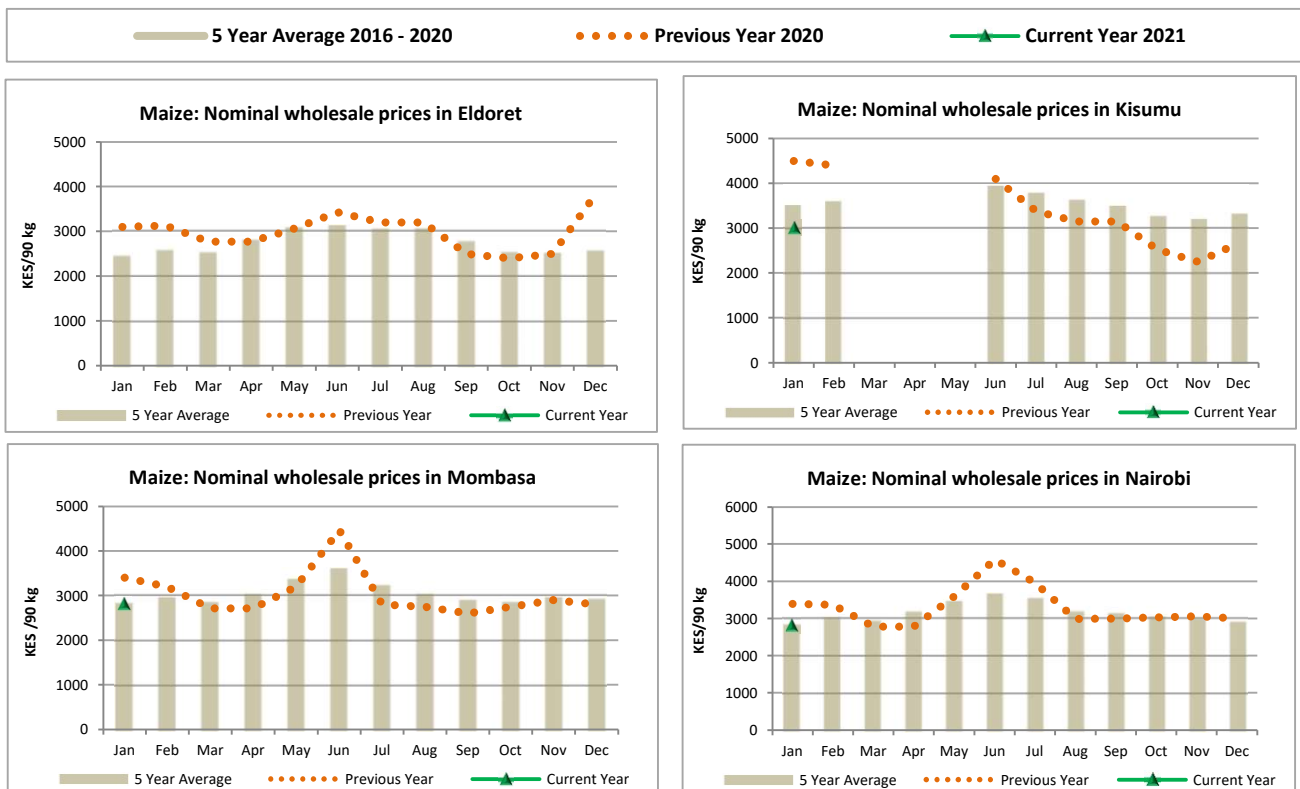 5 Year Average 2016 - 2020 Previous Year 2020 Current Year 2021
Maize: Nominal wholesale prices in Eldoret
KES/90 kg
5000
4000
3000
2000
1000
0
Jan Feb Mar Apr May Jun Jul Aug Sep Oct Nov Dec
5 Year Average Previous Year Current Year
Maize: Nominal wholesale prices in Kisumu
KES/90 kg
5000
4000
3000
2000
1000
0
Jan Feb Mar Apr May Jun Jul Aug Sep Oct Nov Dec
5 Year Average Previous Year Current Year
Maize: Nominal wholesale prices in Mombasa
KES /90 kg
5000
4000
3000
2000
1000
0
Jan Feb Mar Apr May Jun Jul Aug Sep Oct Nov Dec
5 Year Average Previous Year Current Year
Maize: Nominal wholesale prices in Nairobi
KES/90 kg
6000
5000
4000
3000
2000
1000
0
Jan Feb Mar Apr May Jun Jul Aug Sep Oct Nov Dec
5 Year Average Previous Year Current Year